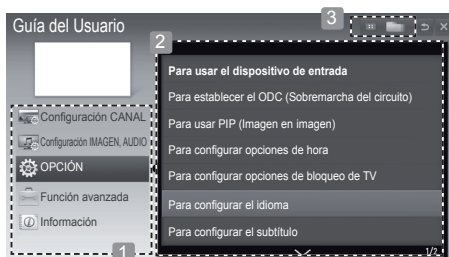 Guía del Usuario
3
2
Para usar el dispositivo de entrada
Para establecer el ODC (Sobremarcha del circuito)
Para usar PIP (Imagen en imagen)
Para configurar opciones de hora
Para configurar opciones de bloqueo de TV
Para configurar el idioma
Para configurar el subtítulo
1/2
Configuración CANAL
Configuración IMAGEN, AUDIO
OPCIÓN
Función avanzada
Información
1